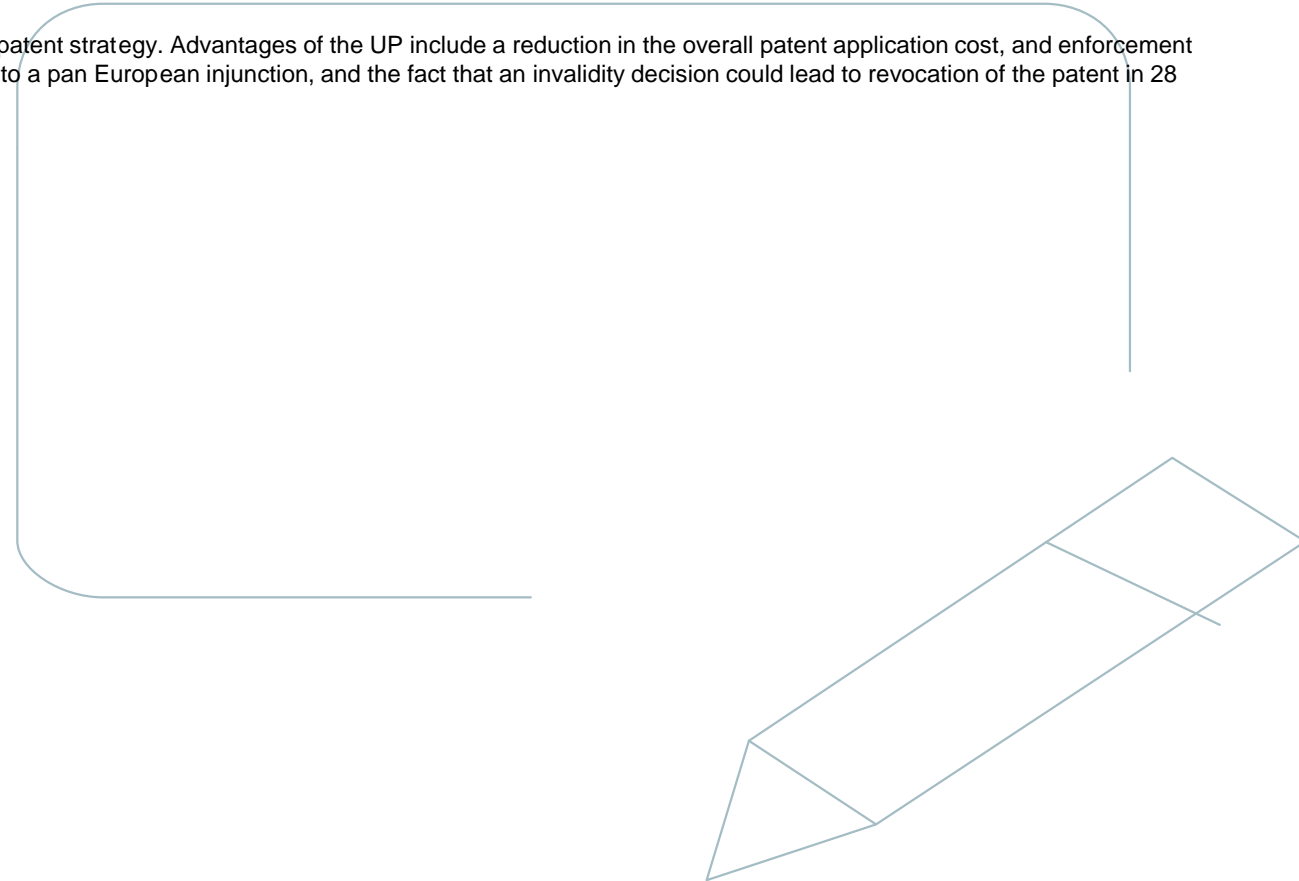 patent strategy. Advantages of the UP include a reduction in the overall patent application cost, and enforcement
to a pan European injunction, and the fact that an invalidity decision could lead to revocation of the patent in 28